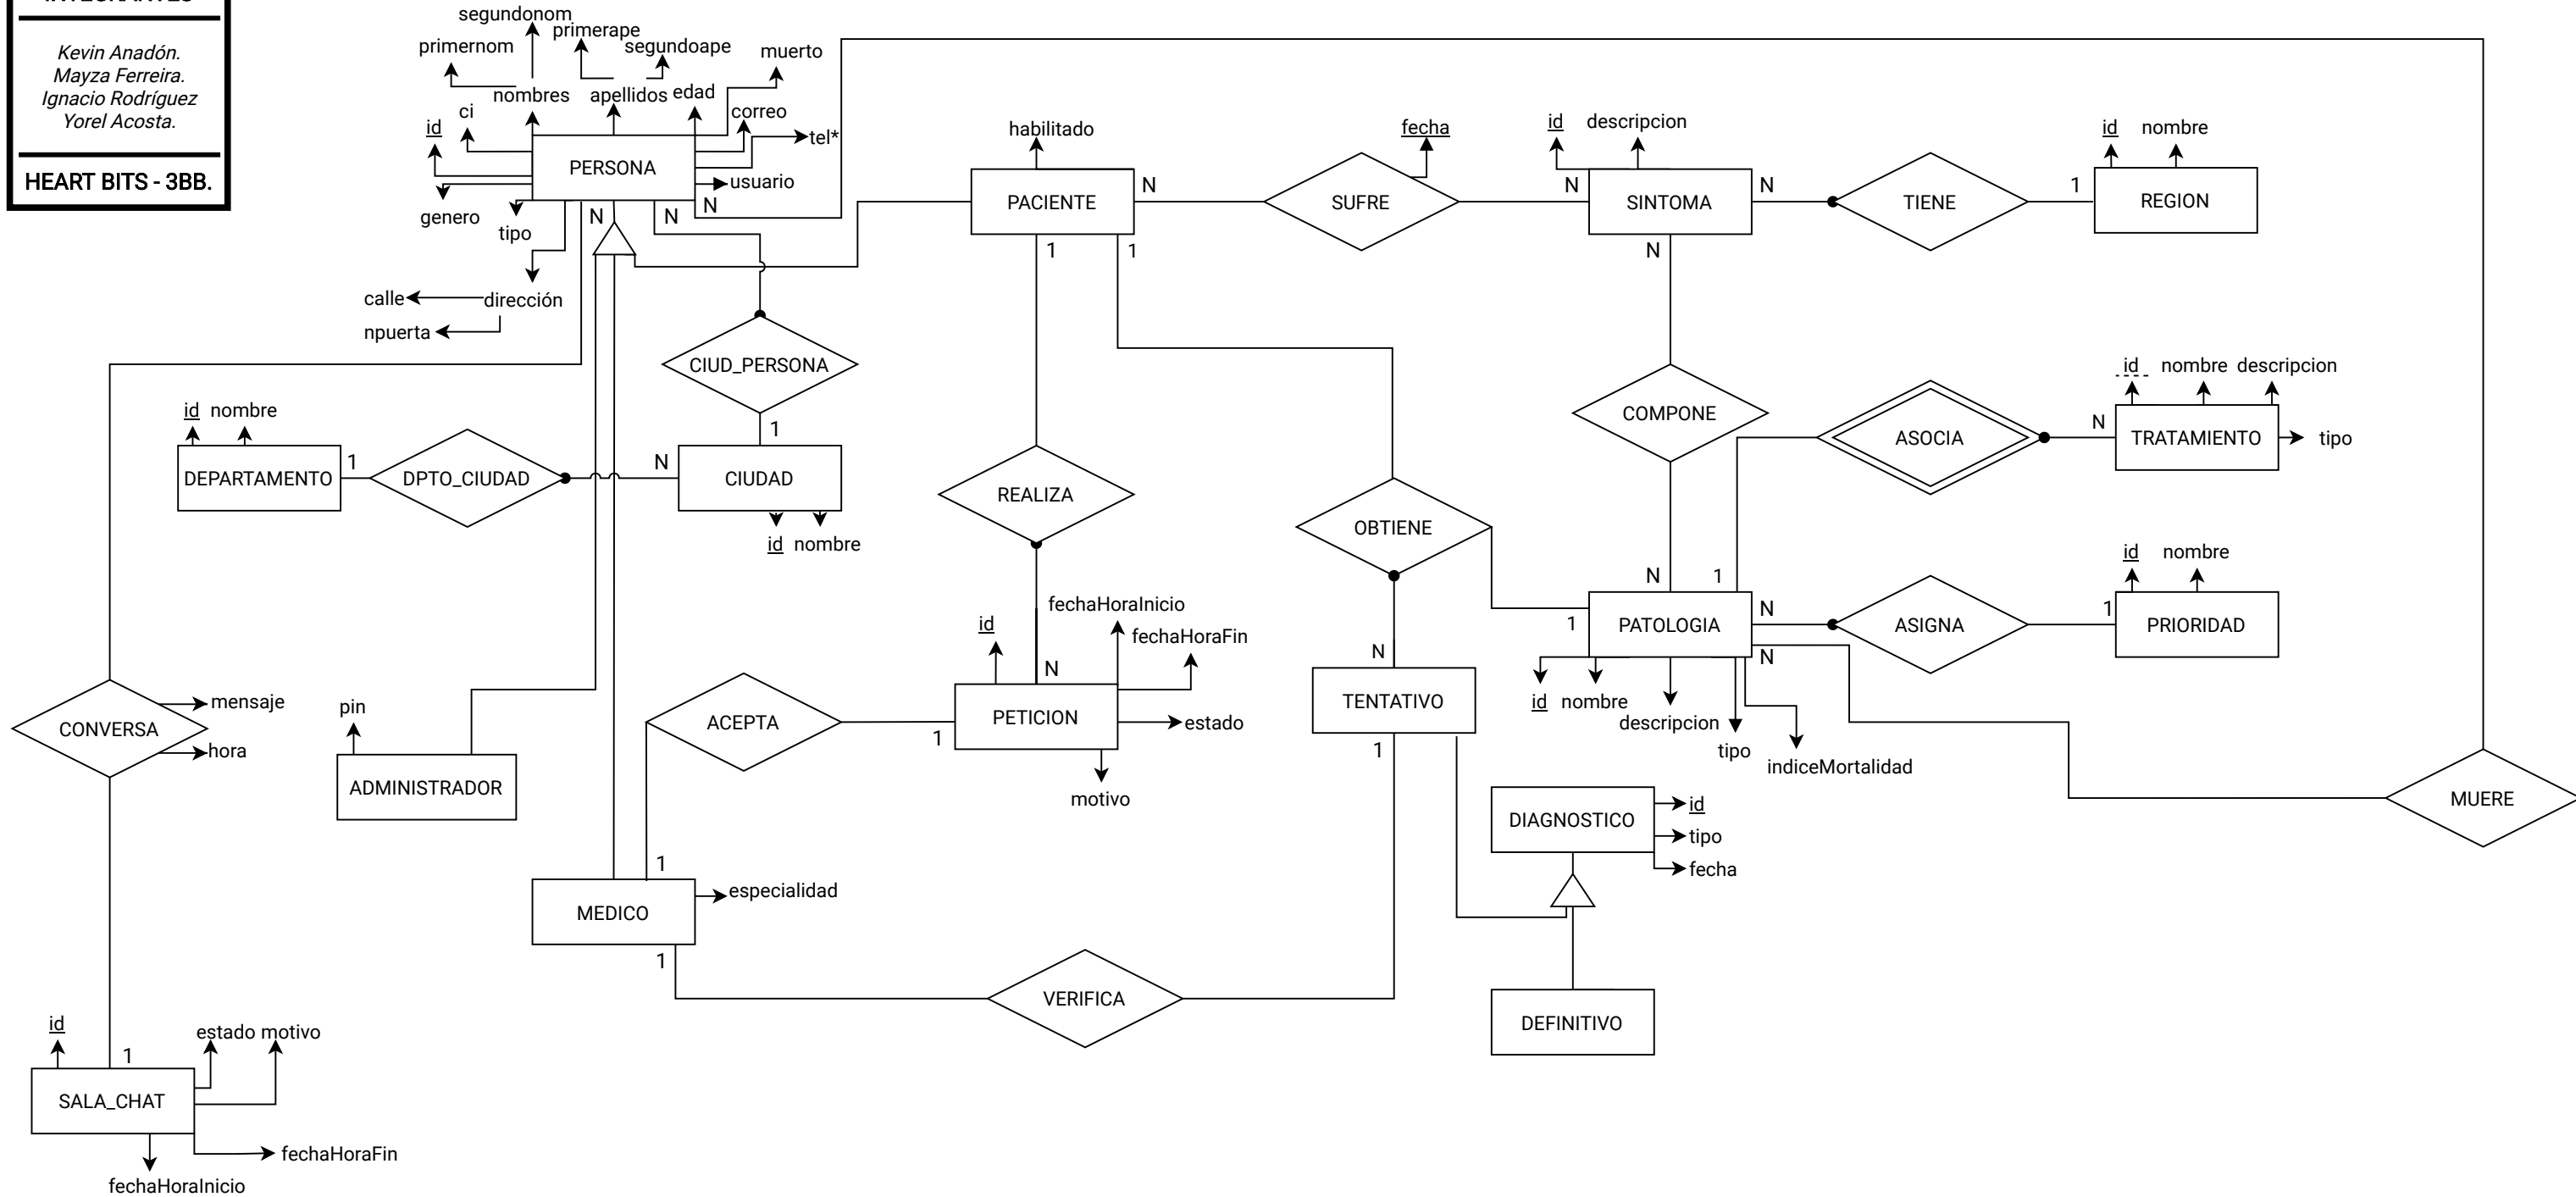 INTEGRANTES
Kevin Anadón.
Mayza Ferreira.
Ignacio Rodríguez
Yorel Acosta.
HEART BITS - 3BB.
segundonom
primerape
primernom
segundoape
muerto
nombres
apellidos
edad
ci
correo
id
tel*
PERSONA
usuario
genero
tipo
N
N
N
calle
dirección
npuerta
habilitado
PACIENTE
N
1
1
fecha
SUFRE
id
descripcion
N
SINTOMA
N
N
TIENE
1
id
nombre
REGION
CIUD_PERSONA
1
id
nombre
DEPARTAMENTO
1
DPTO_CIUDAD
N
CIUDAD
id
nombre
REALIZA
OBTIENE
COMPONE
ASOCIA
N
id
nombre
descripcion
TRATAMIENTO
tipo
N
1
1
PATOLOGIA
N
N
ASIGNA
1
id
nombre
PRIORIDAD
id
nombre
descripcion
tipo
indiceMortalidad
MUERE
fechaHoraInicio
fechaHoraFin
id
N
PETICION
estado
motivo
1
ACEPTA
N
TENTATIVO
1
CONVERSA
mensaje
hora
pin
ADMINISTRADOR
DIAGNOSTICO
id
tipo
fecha
1
MEDICO
especialidad
1
VERIFICA
DEFINITIVO
id
estado
motivo
1
SALA_CHAT
fechaHoraFin
fechaHoraInicio